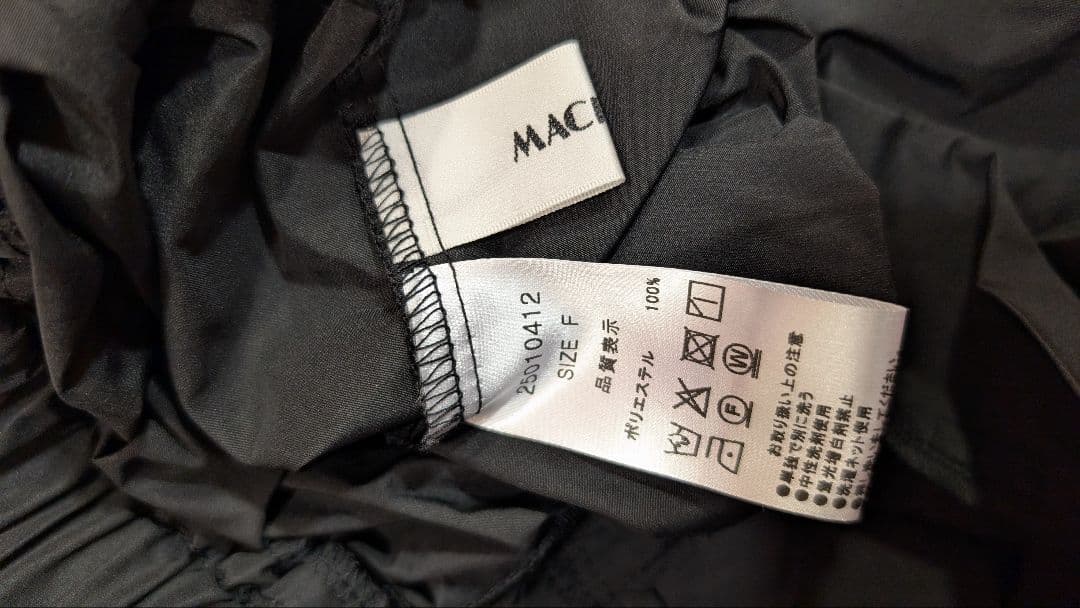 MAC
25010412
SIZE F
品質表示
ポリエステル 100%
お取り扱い上の注意
●単独で別に洗う
●中性洗剤使用
●蛍光増白剤禁止
●洗濯ネット使用